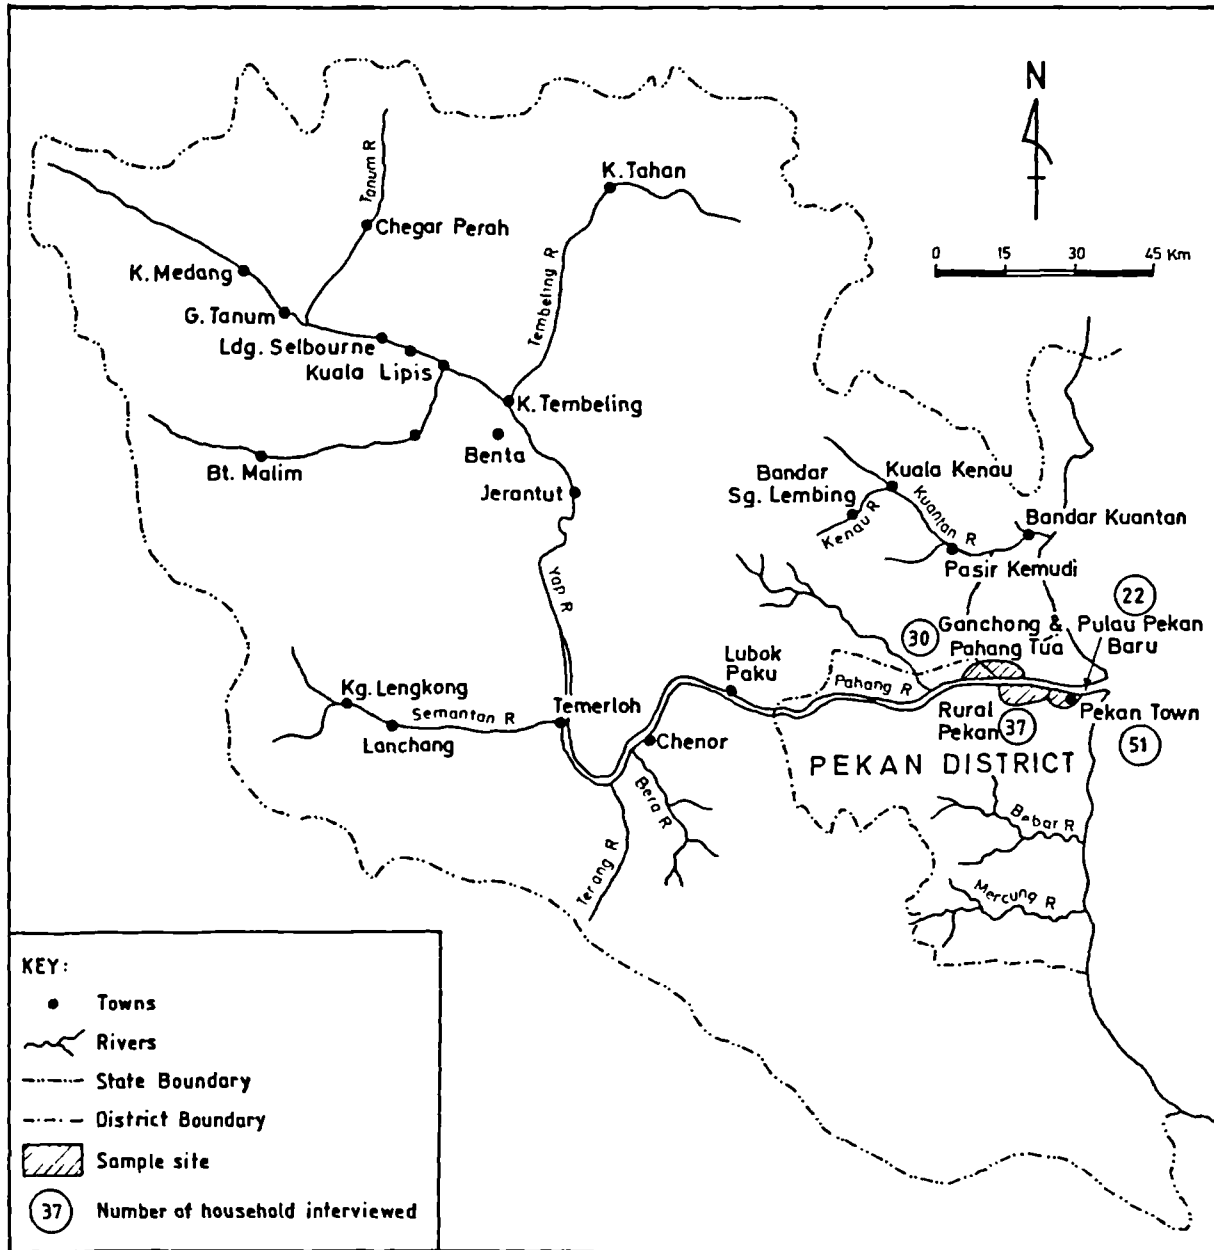 N
0 15 30 45 Km
K. Tahan
Tanum R
Chegar Perah
K. Medang
Tembeling R
G. Tanum
Ldg. Selbourne
Kuala Lipis
K. Tembeling
Benta
Bt. Malim
Jerantut
Kuala Kenau
Bandar
Sg. Lembing
Kenau R
Kuantan R
Bandar Kuantan
Pasir Kemudi
Yap R
22
30
Ganchong &
Pahang Tua
Pulau Pekan
Baru
Lubok
Paku
Pahang R
Kg. Lengkong
Semantan R
Lanchang
Temerloh
Chenor
Rural
Pekan
37
Pekan Town
51
PEKAN DISTRICT
Bera R
Terang R
Bebar R
Mercung R
KEY:
Towns
Rivers
State Boundary
District Boundary
Sample site
37
Number of household interviewed